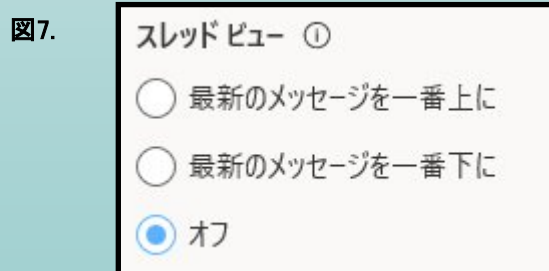 図7.
スレッド ビュー ⓘ
最新のメッセージを一番上に
最新のメッセージを一番下に
オフ